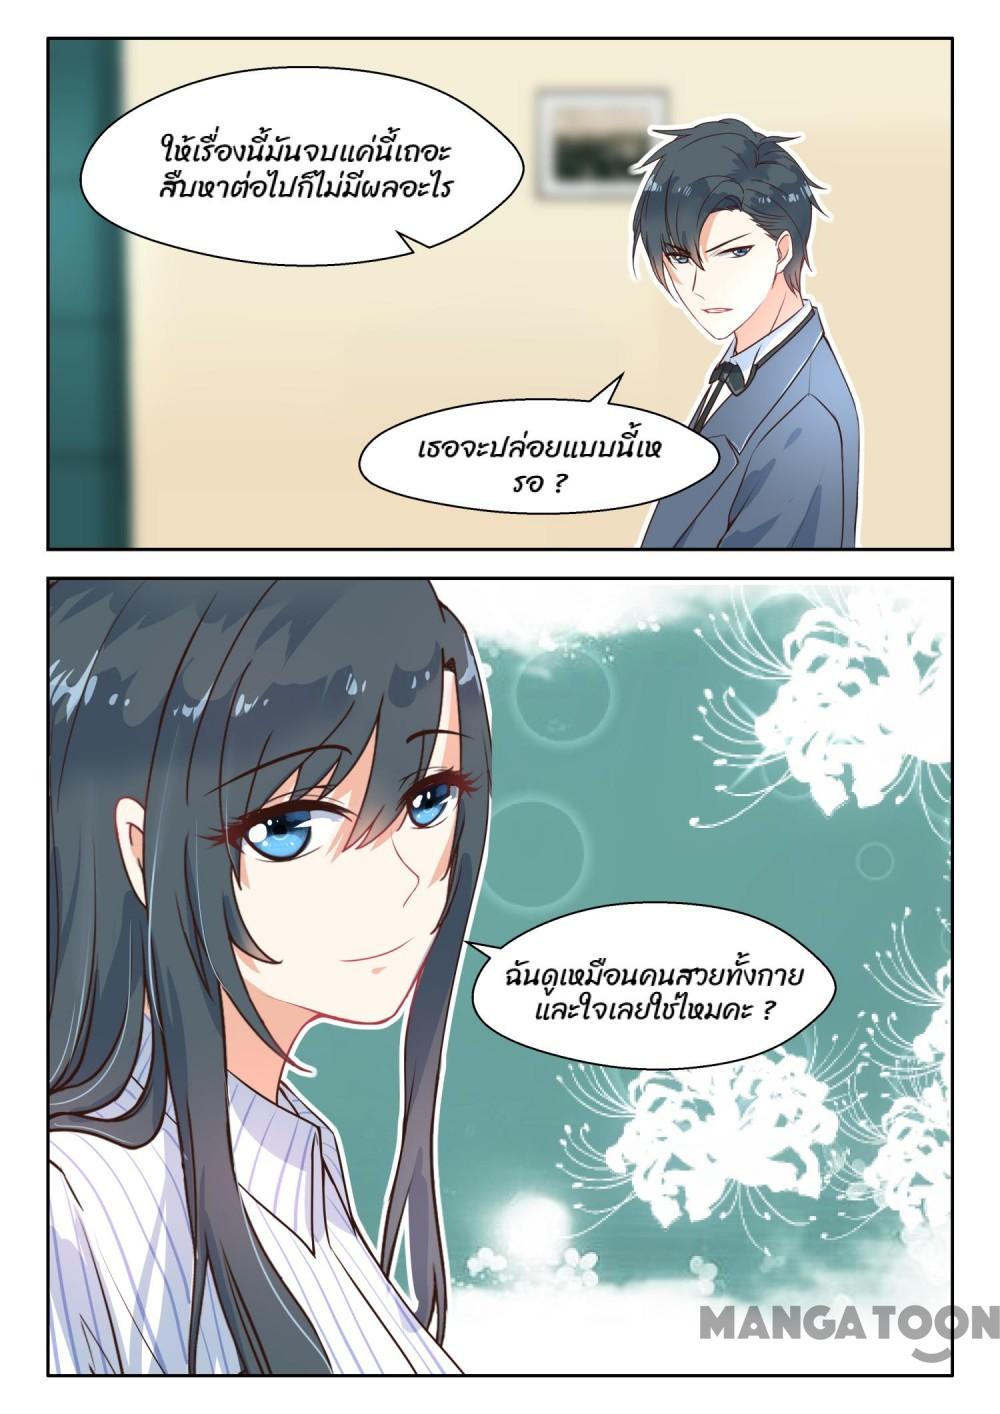 ให้เรื่องนี้มันจบแค่นี้เถอะ
สืบหาต่อไปก็ไม่มีผลอะไร
เธอจะปล่อยแบบนี้เห
รอ ?
ฉันดูเหมือนคนสวยทั้งกาย
และใจเลยใช่ไหมคะ ?
MANGATOON